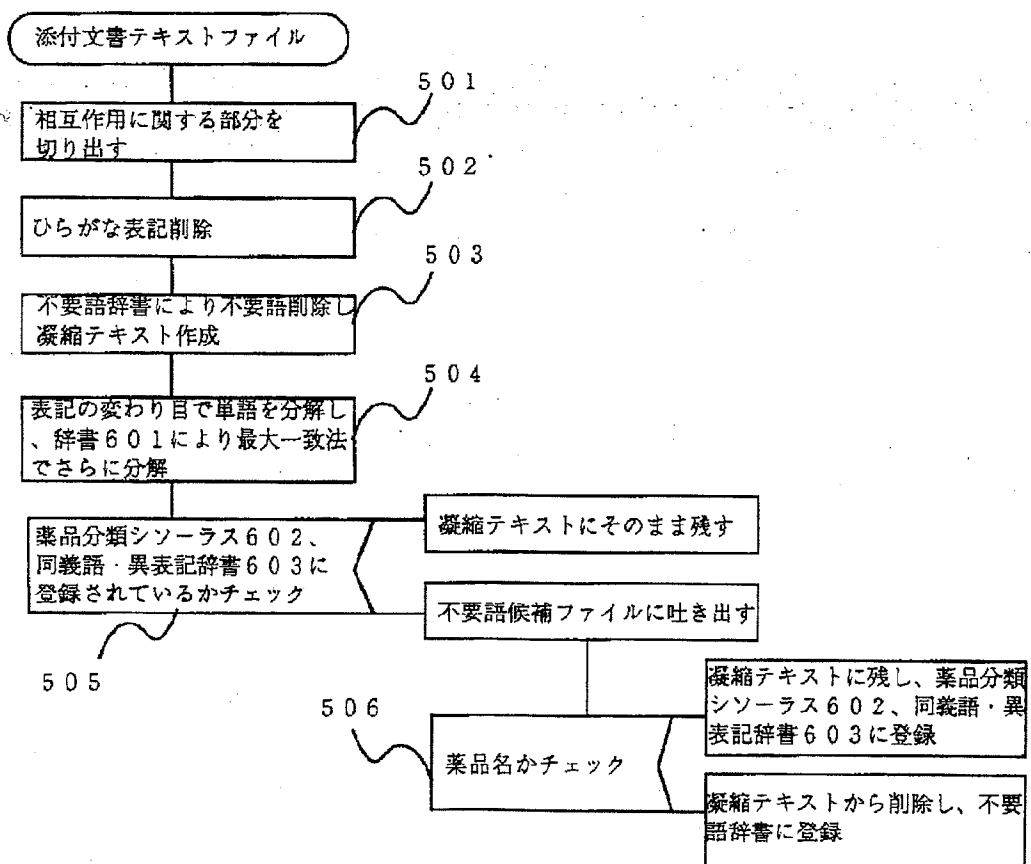 添付文書テキストファイル
501
相互作用に関する部分を
切り出す
502
ひらがな表記削除
503
不要語辞書により不要語削除し
凝縮テキスト作成
504
表記の変わり目で単語を分解し
、辞書601により最大一致法
でさらに分解
薬品分類シソーラス602、
同義語・異表記辞書603に
登録されているかチェック
505
凝縮テキストにそのまま残す
不要語候補ファイルに吐き出す
506
薬品名かチェック
凝縮テキストに残し、薬品分類
シソーラス602、同義語・異
表記辞書603に登録
凝縮テキストから削除し、不要
語辞書に登録